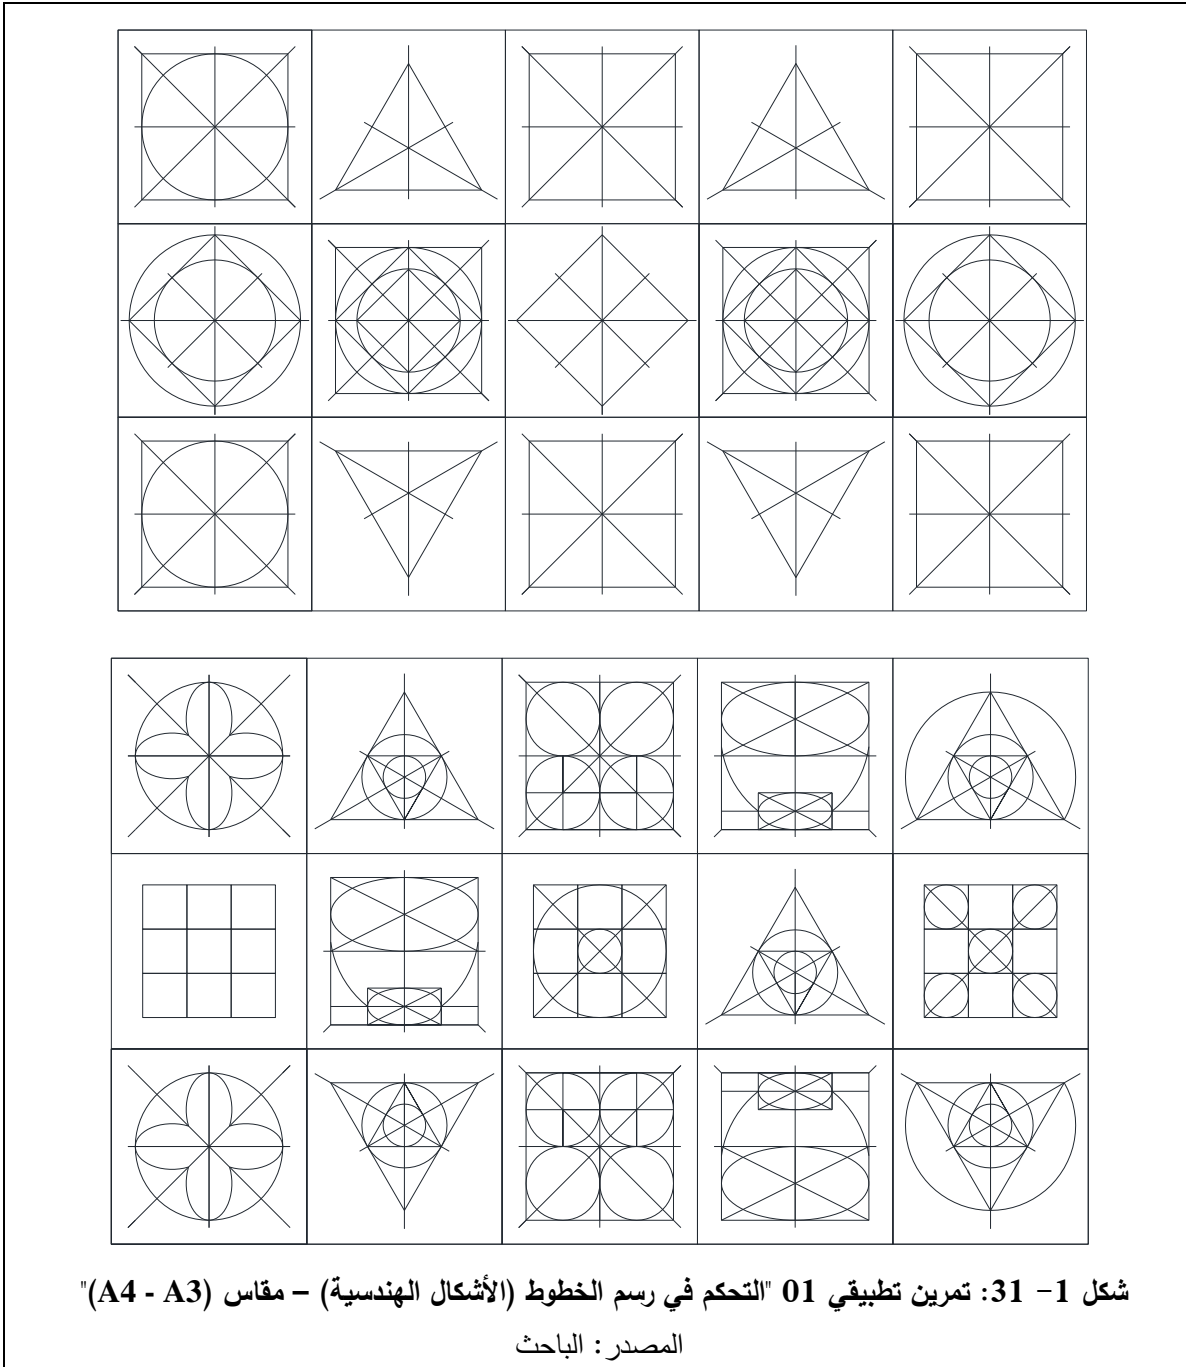 شكل 1- 31: تمرين تطبيقي 01 "التحكم في رسم الخطوط (الأشكال الهندسية) – مقاس (A4 - A3)"
المصدر: الباحث